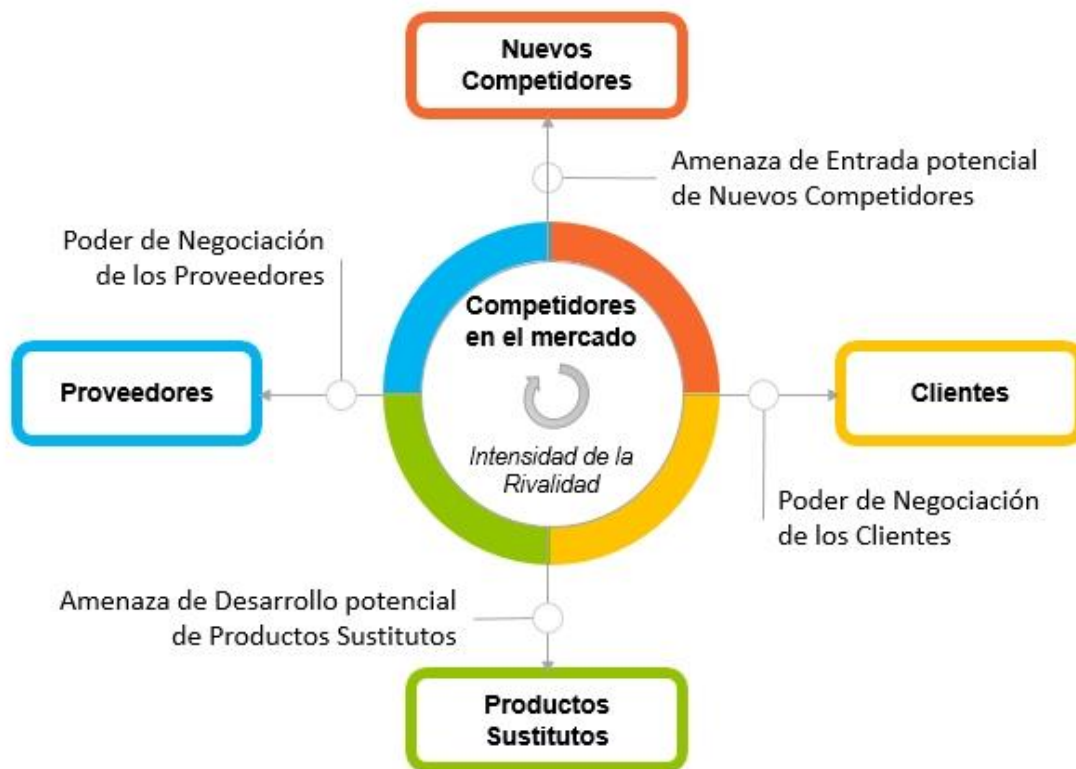 Nuevos
Competidores
Amenaza de Entrada potencial
de Nuevos Competidores
Poder de Negociación
de los Proveedores
Competidores
en el mercado
Proveedores
Clientes
Intensidad de la
Rivalidad
Poder de Negociación
de los Clientes
Amenaza de Desarrollo potencial
de Productos Sustitutos
Productos
Sustitutos